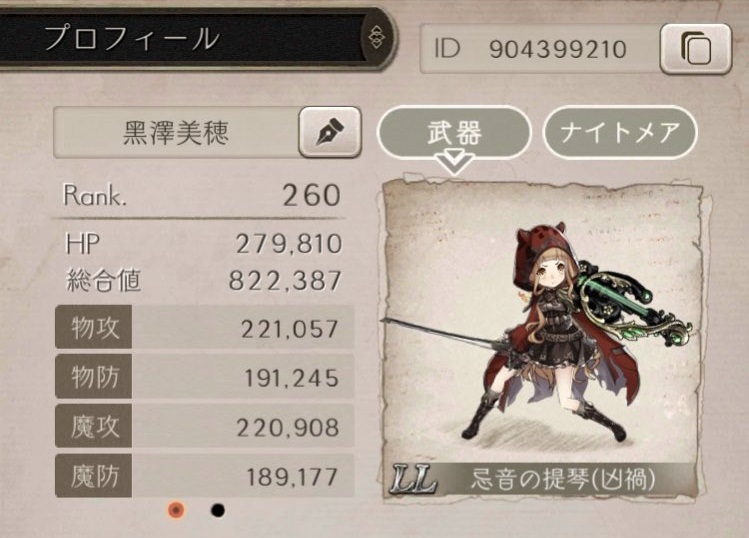 プロフィール
ID 904399210
黑澤美穂
武器
ナイトメア
Rank. 260
HP 279,810
総合値 822,387
物攻 221,057
物防 191,245
魔攻 220,908
魔防 189,177
LL 忌音の提琴(凶禍)